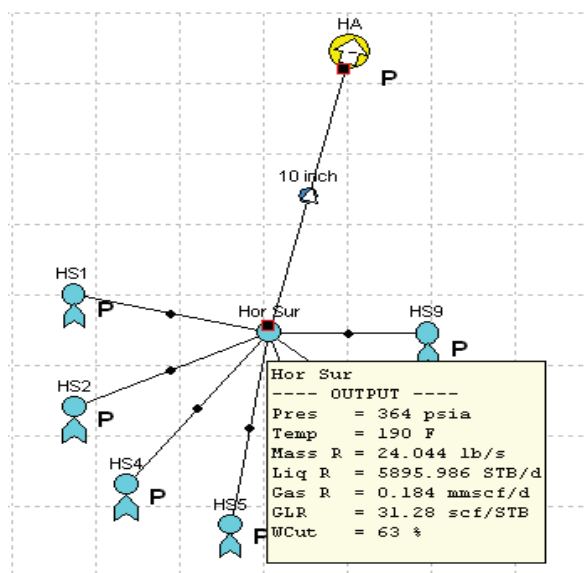 HA
P
10 inch
HS1
P
Hor Sur
HS9
P
HS2
P
HS4
P
HS5
P
Hor Sur
---- OUTPUT ----
Pres = 364 psia
Temp = 190 F
Mass R = 24.044 lb/s
Liq R = 5895.986 STB/d
Gas R = 0.184 mmscf/d
GLR = 31.28 scf/STB
WCut = 63 %